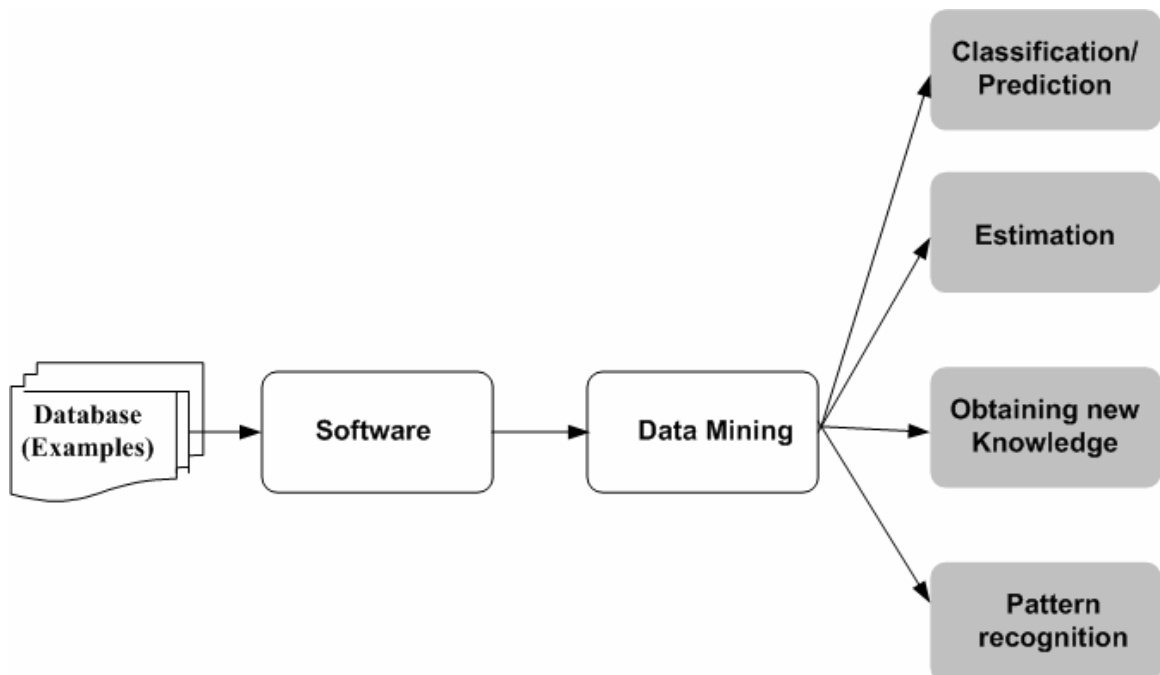 Database
(Examples)
Software
Data Mining
Classification/
Prediction
Estimation
Obtaining new
Knowledge
Pattern
recognition